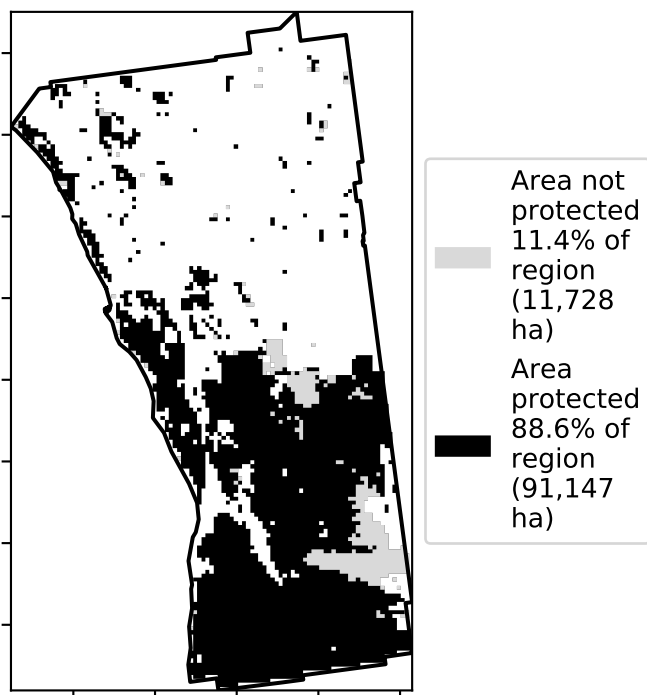 Area not
protected
11.4% of
region
(11,728
ha)
Area
protected
88.6% of
region
(91,147
ha)